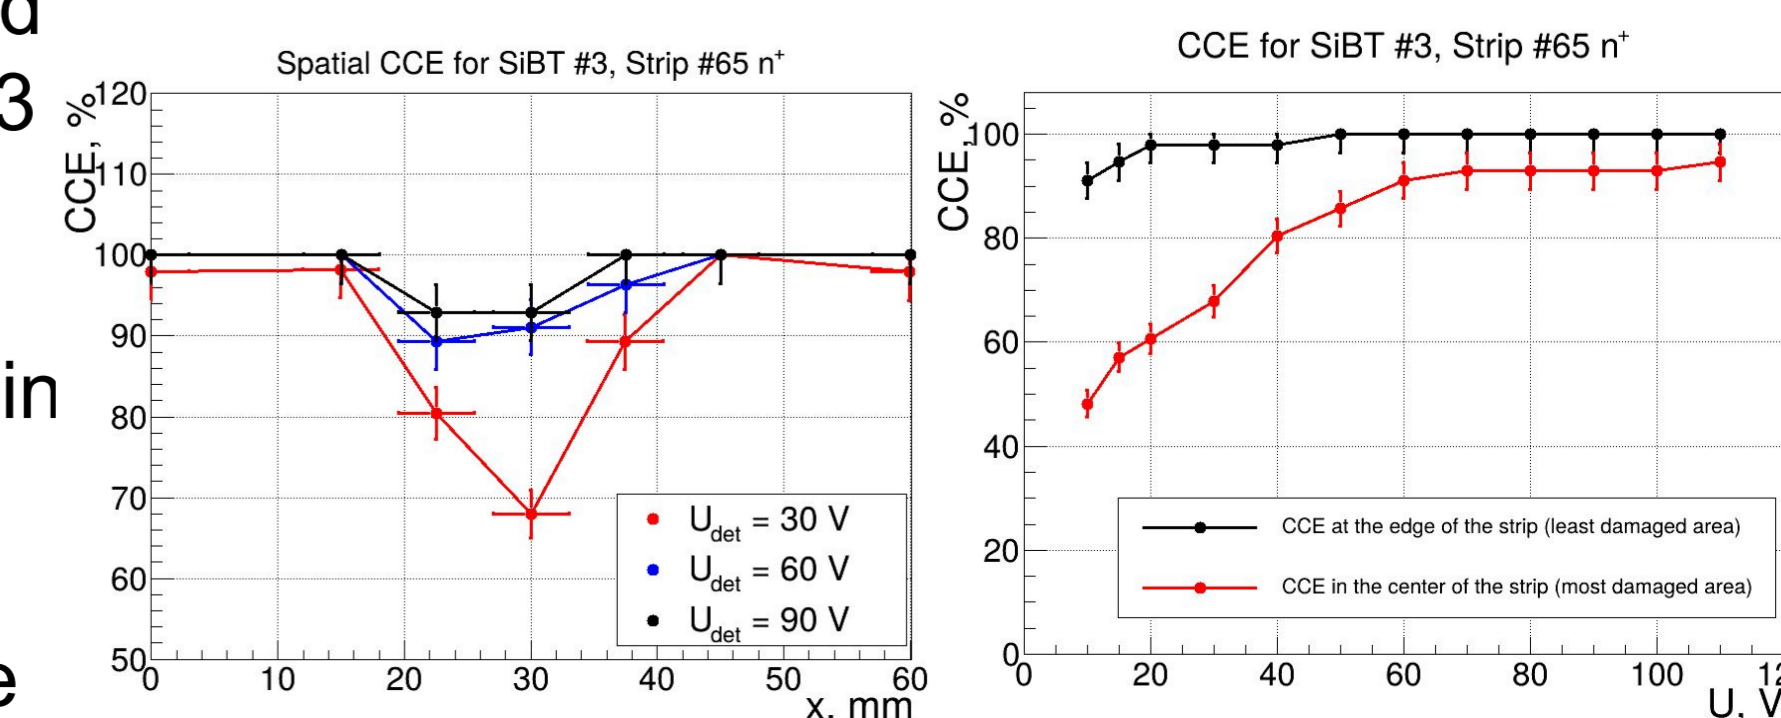 d
3
in
e
Spatial CCE for SiBT #3, Strip #65 n+
CCE, %
120
110
100
90
80
70
60
50
0
10
20
30
40
50
60
x, mm
Udet = 30 V
Udet = 60 V
Udet = 90 V
CCE for SiBT #3, Strip #65 n+
CCE, %
100
80
60
40
20
0
0
20
40
60
80
100
12
U, V
CCE at the edge of the strip (least damaged area)
CCE in the center of the strip (most damaged area)